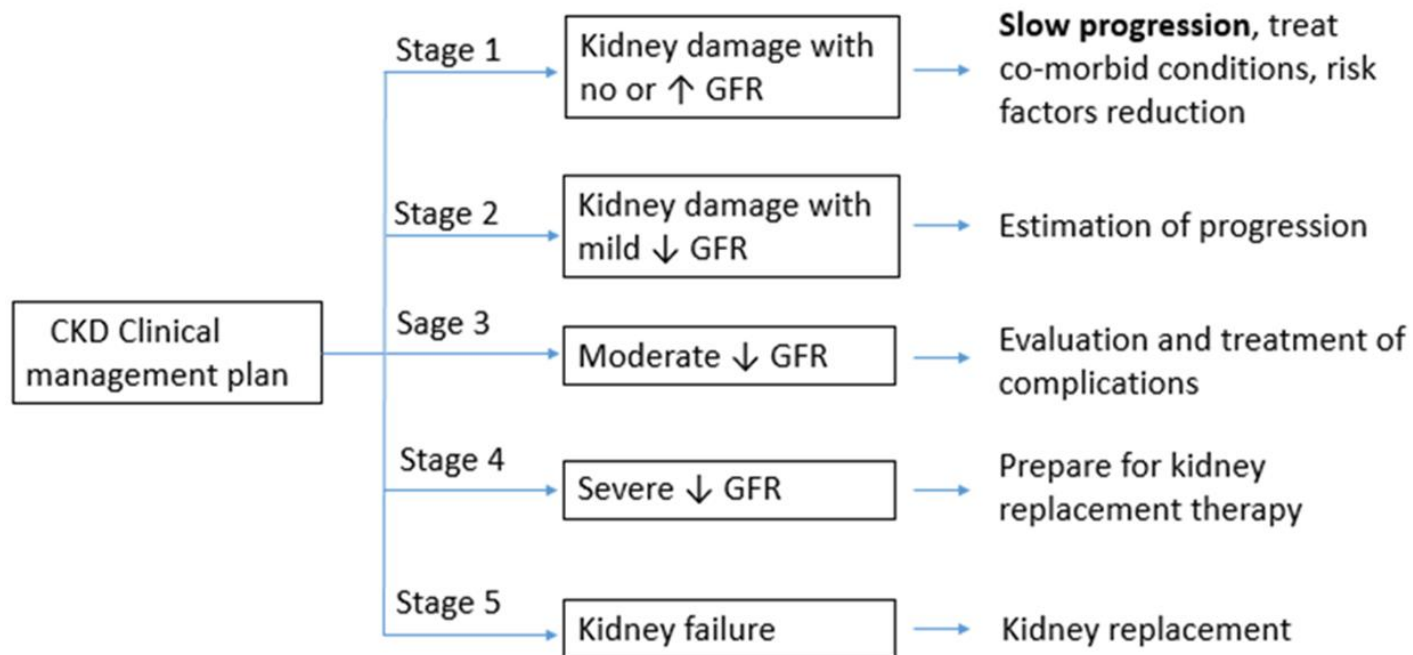 CKD Clinical
management plan
Stage 1
Kidney damage with
no or ↑ GFR
Slow progression, treat
co-morbid conditions, risk
factors reduction
Stage 2
Kidney damage with
mild ↓ GFR
Estimation of progression
Sage 3
Moderate ↓ GFR
Evaluation and treatment of
complications
Stage 4
Severe ↓ GFR
Prepare for kidney
replacement therapy
Stage 5
Kidney failure
Kidney replacement